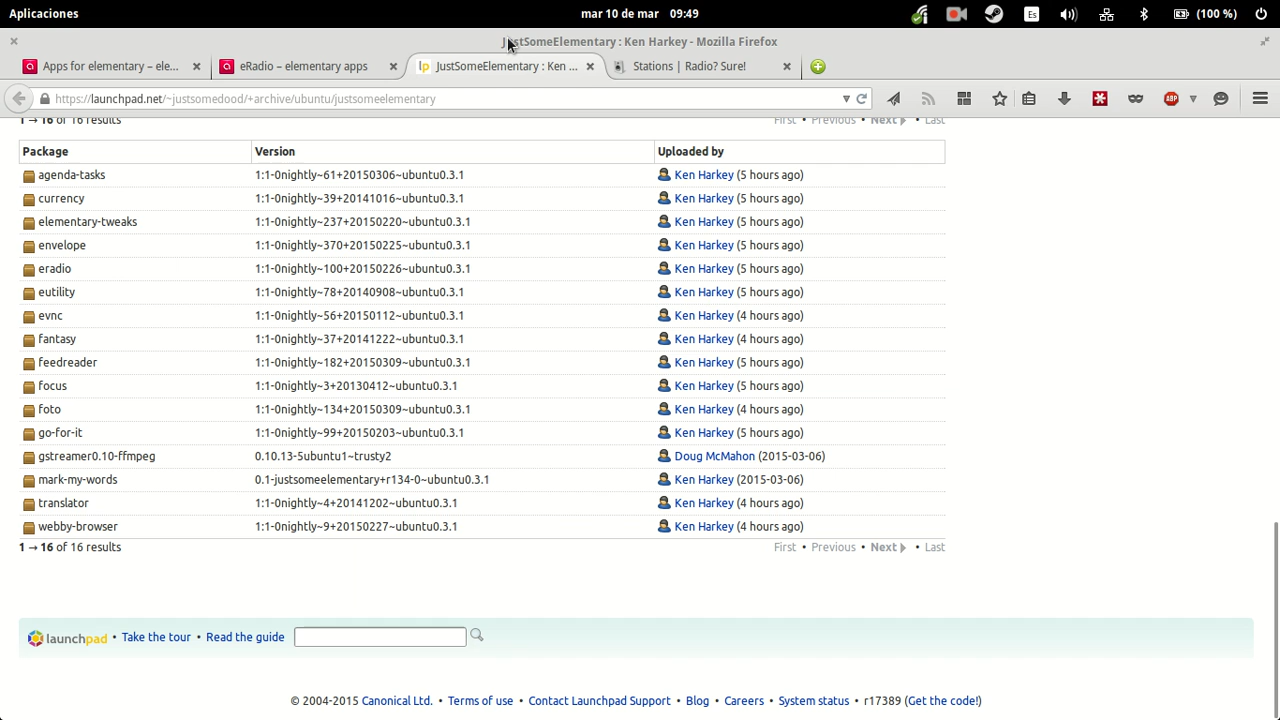 Aplicaciones
mar 10 de mar 09:49
Es
(100 %)
JustSomeElementary : Ken Harkey - Mozilla Firefox
Apps for elementary – ele...
eRadio – elementary apps
lp JustSomeElementary : Ken ...
Stations | Radio? Sure!
https://launchpad.net/~justsomedood/+archive/ubuntu/justsomeelementary
ABP
1 → 16 of 16 results
First • Previous • Next • Last
Package Version Uploaded by
agenda-tasks 1:1-0nightly~61+20150306~ubuntu0.3.1 Ken Harkey (5 hours ago)
currency 1:1-0nightly~39+20141016~ubuntu0.3.1 Ken Harkey (5 hours ago)
elementary-tweaks 1:1-0nightly~237+20150220~ubuntu0.3.1 Ken Harkey (5 hours ago)
envelope 1:1-0nightly~370+20150225~ubuntu0.3.1 Ken Harkey (5 hours ago)
eradio 1:1-0nightly~100+20150226~ubuntu0.3.1 Ken Harkey (5 hours ago)
eutility 1:1-0nightly~78+20140908~ubuntu0.3.1 Ken Harkey (5 hours ago)
evnc 1:1-0nightly~56+20150112~ubuntu0.3.1 Ken Harkey (4 hours ago)
fantasy 1:1-0nightly~37+20141222~ubuntu0.3.1 Ken Harkey (4 hours ago)
feedreader 1:1-0nightly~182+20150309~ubuntu0.3.1 Ken Harkey (5 hours ago)
focus 1:1-0nightly~3+20130412~ubuntu0.3.1 Ken Harkey (5 hours ago)
foto 1:1-0nightly~134+20150309~ubuntu0.3.1 Ken Harkey (4 hours ago)
go-for-it 1:1-0nightly~99+20150203~ubuntu0.3.1 Ken Harkey (5 hours ago)
gstreamer0.10-ffmpeg 0.10.13-5ubuntu1~trusty2 Doug McMahon (2015-03-06)
mark-my-words 0.1-justsomeelementary+r134-0~ubuntu0.3.1 Ken Harkey (2015-03-06)
translator 1:1-0nightly~4+20141202~ubuntu0.3.1 Ken Harkey (4 hours ago)
webby-browser 1:1-0nightly~9+20150227~ubuntu0.3.1 Ken Harkey (4 hours ago)
1 → 16 of 16 results
First • Previous • Next • Last
launchpad • Take the tour • Read the guide
© 2004-2015 Canonical Ltd. • Terms of use • Contact Launchpad Support • Blog • Careers • System status • r17389 (Get the code!)